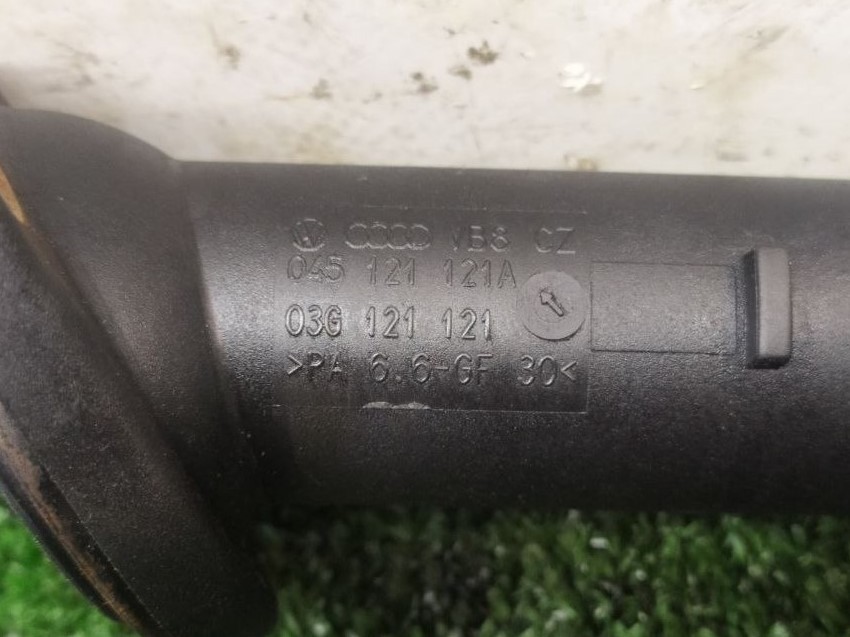 VB8 CZ
045 121 121A
03G 121 121
>PA 6.6-GF 30<